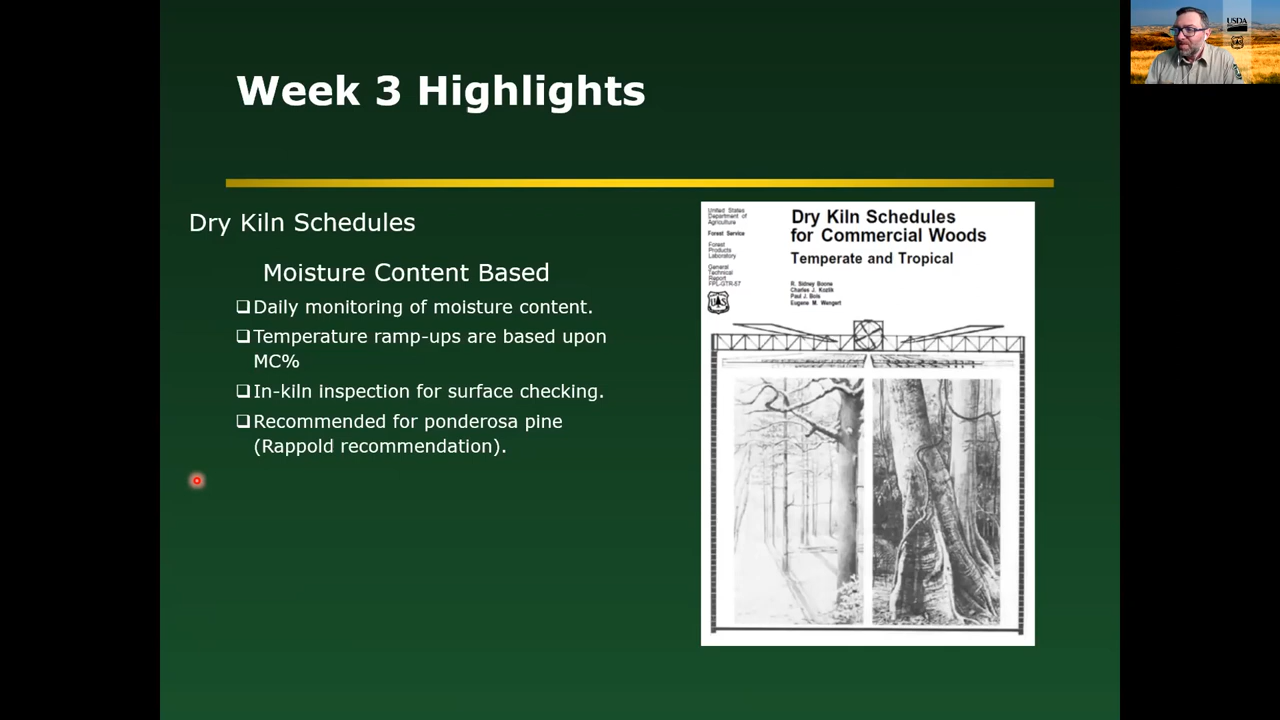 Week 3 Highlights
USDA
Dry Kiln Schedules
Moisture Content Based
❑Daily monitoring of moisture content.
❑Temperature ramp-ups are based upon
MC%
❑In-kiln inspection for surface checking.
❑Recommended for ponderosa pine
(Rappold recommendation).
United States
Department of
Agriculture
Forest Service
Forest
Products
Laboratory
General
Technical
Report
FPL-GTR-57
Dry Kiln Schedules
for Commercial Woods
Temperate and Tropical
R. Sidney Boone
Charles J. Kozlik
Paul J. Bois
Eugene M. Wengert